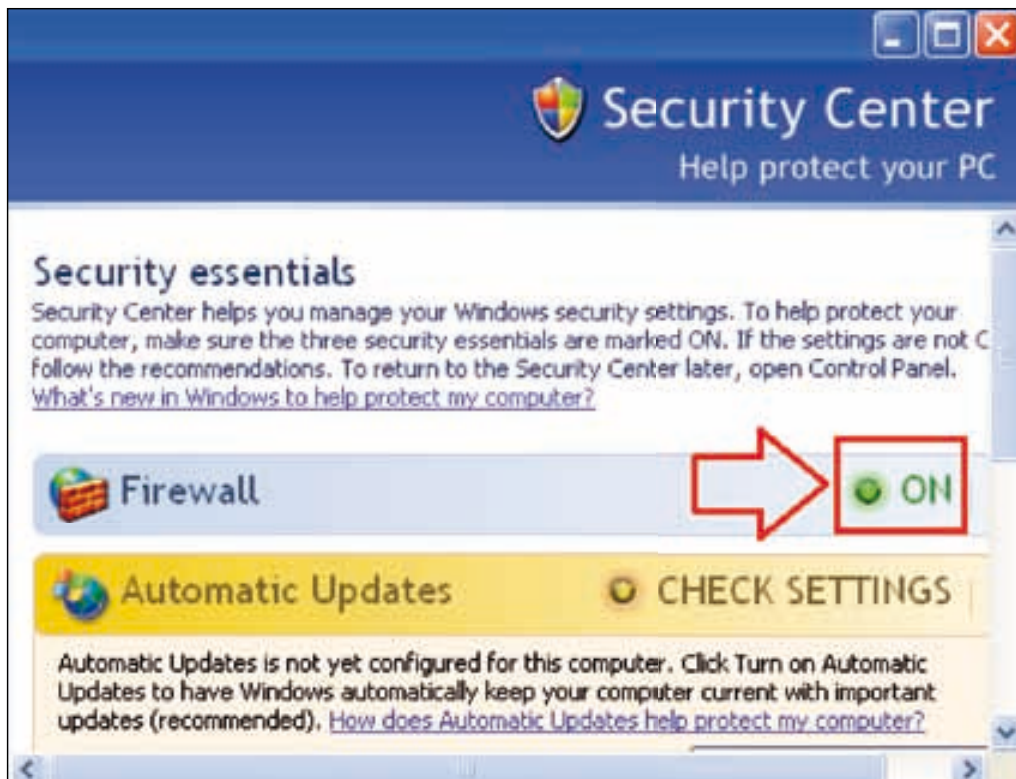 Security Center
Help protect your PC
Security essentials
Security Center helps you manage your Windows security settings. To help protect your
computer, make sure the three security essentials are marked ON. If the settings are not
follow the recommendations. To return to the Security Center later, open Control Panel.
What's new in Windows to help protect my computer?
Firewall ON
Automatic Updates CHECK SETTINGS
Automatic Updates is not yet configured for this computer. Click Turn on Automatic
Updates to have Windows automatically keep your computer current with important
updates (recommended). How does Automatic Updates help protect my computer?